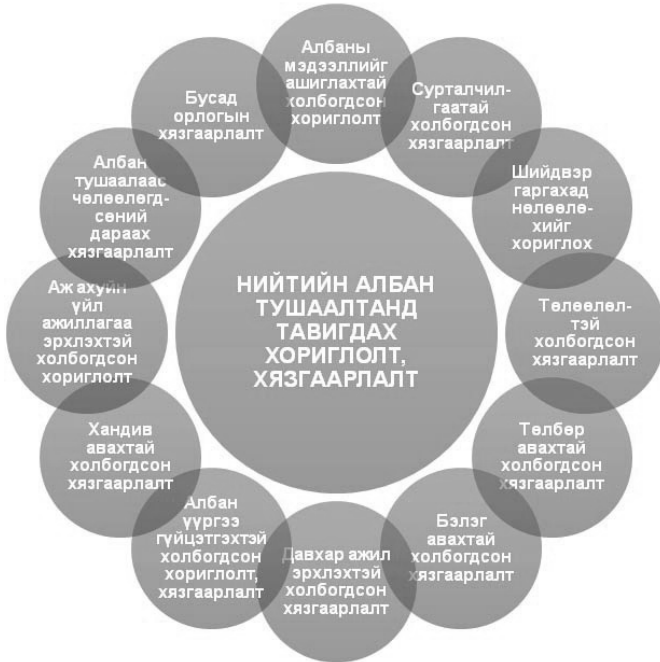 НИЙТИЙН АЛБАН
ТУШААЛТАНД
ТАВИГДАХ
ХОРИГЛОЛТ,
ХЯЗГААРЛАЛТ
Албаны
мэдээллийг
ашиглахтай
холбогдсон
хориглолт
Сурталчил-
гаатай
холбогдсон
хязгаарлалт
Шийдвэр
гаргахад
нөлөөлө-
хийг
хориглох
Төлөөлөл-
тэй
холбогдсон
хязгаарлалт
Төлбөр
авахтай
холбогдсон
хязгаарлалт
Бэлэг
авахтай
холбогдсон
хязгаарлалт
Давхар ажил
эрхлэхтэй
холбогдсон
хязгаарлалт
Албан
үүргээ
гүйцэтгэхтэй
холбогдсон
хориглолт,
хязгаарлалт
Хандив
авахтай
холбогдсон
хязгаарлалт
Аж ахуйн
үйл
ажиллагаа
эрхлэхтэй
холбогдсон
хориглолт
Албан
тушаалаас
чөлөөлөгд-
сөний
дараах
хязгаарлалт
Бусад
орлогын
хязгаарлалт